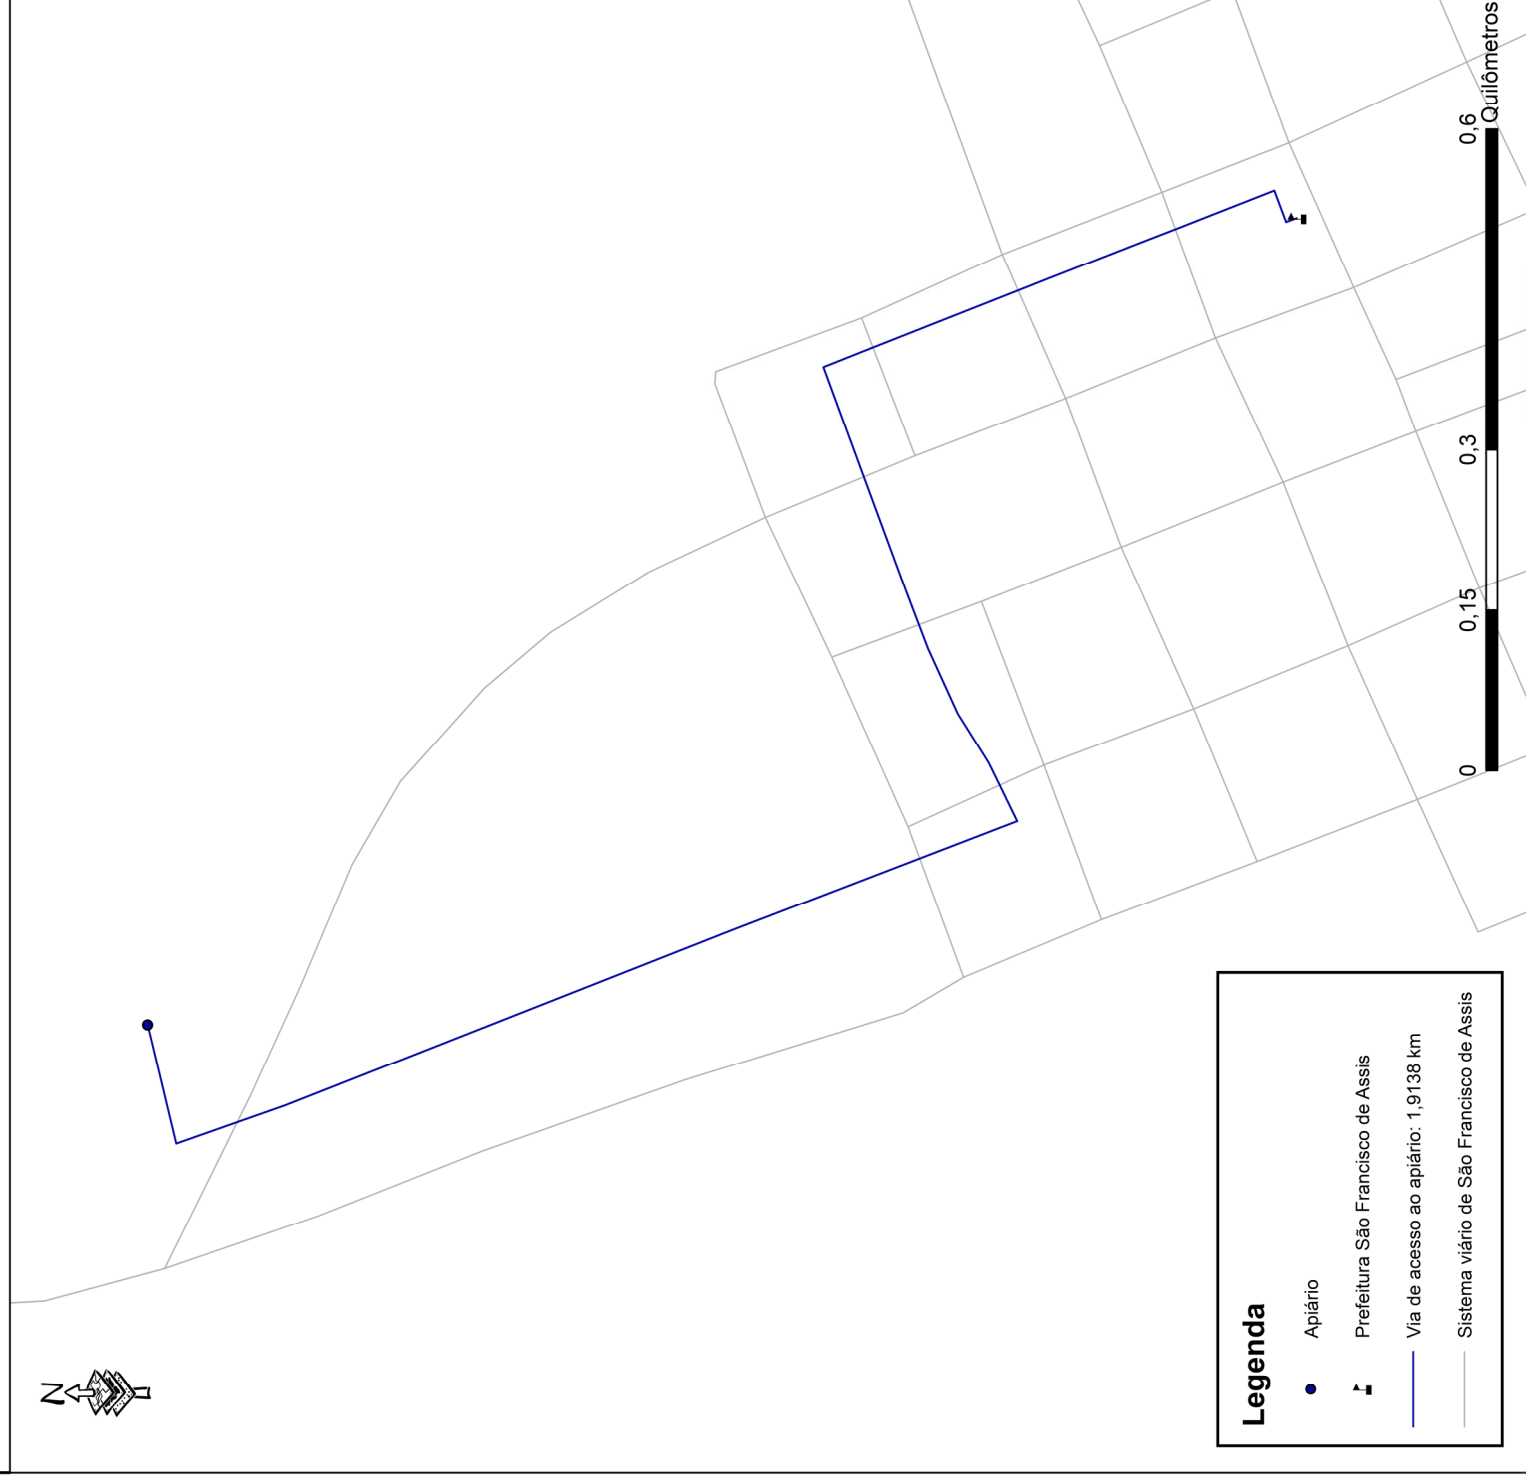 N
Legenda
Apiário
Prefeitura São Francisco de Assis
Via de acesso ao apiário: 1,9138 km
Sistema viário de São Francisco de Assis
0 0,15 0,3 0,6
Quilômetros